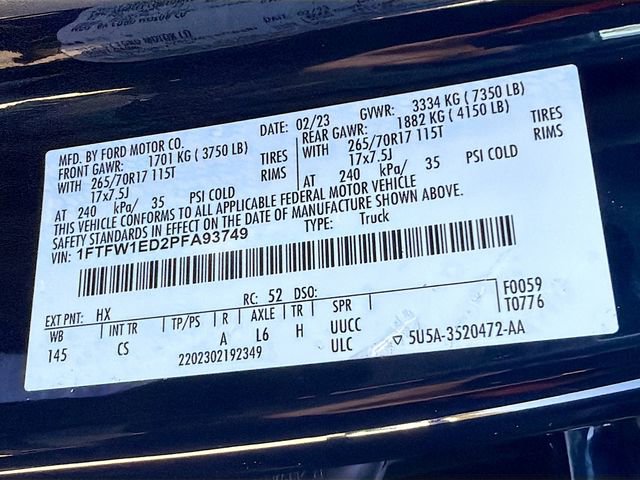 MFD. BY FORD MOTOR CO. DATE: 02/23 GVWR: 3334 KG ( 7350 LB)
FRONT GAWR: 1701 KG ( 3750 LB) REAR GAWR: 1882 KG ( 4150 LB)
WITH 265/70R17 115T TIRES WITH 265/70R17 115T TIRES
17x7.5J RIMS 17x7.5J RIMS
AT 240 kPa/ 35 PSI COLD AT 240 kPa/ 35 PSI COLD
THIS VEHICLE CONFORMS TO ALL APPLICABLE FEDERAL MOTOR VEHICLE
SAFETY STANDARDS IN EFFECT ON THE DATE OF MANUFACTURE SHOWN ABOVE.
VIN: 1FTFW1ED2PFA93749 TYPE: Truck
EXT PNT: HX RC: 52 DSO: F0059
WB INT TR TP/PS R AXLE TR SPR T0776
145 CS A L6 H UUCC
2202302192349 ULC ▽ 5U5A-3520472-AA